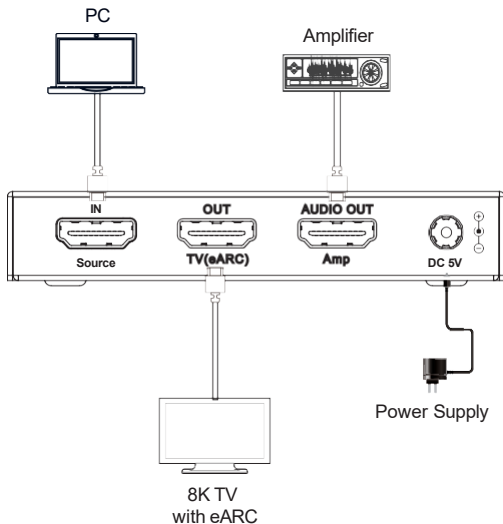 PC
Amplifier
IN
OUT
AUDIO OUT
Source
TV(eARC)
Amp
DC 5V
Power Supply
8K TV
with eARC